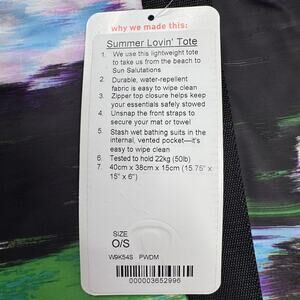 why we made this:
Summer Lovin' Tote
1. We use this lightweight tote
to take us from the beach to
Sun Salutations
2. Durable, water-repellent
fabric is easy to wipe clean
3. Zipper top closure helps keep
your essentials safely stowed
4. Unsnap the front straps to
secure your mat or towel
5. Stash wet bathing suits in the
internal, vented pocket—it's
easy to wipe clean
6. Tested to hold 22kg (50lb)
7. 40cm x 38cm x 15cm (15.75" x
15" x 6")
SIZE
O/S
W9K54S PWDM
000003652996